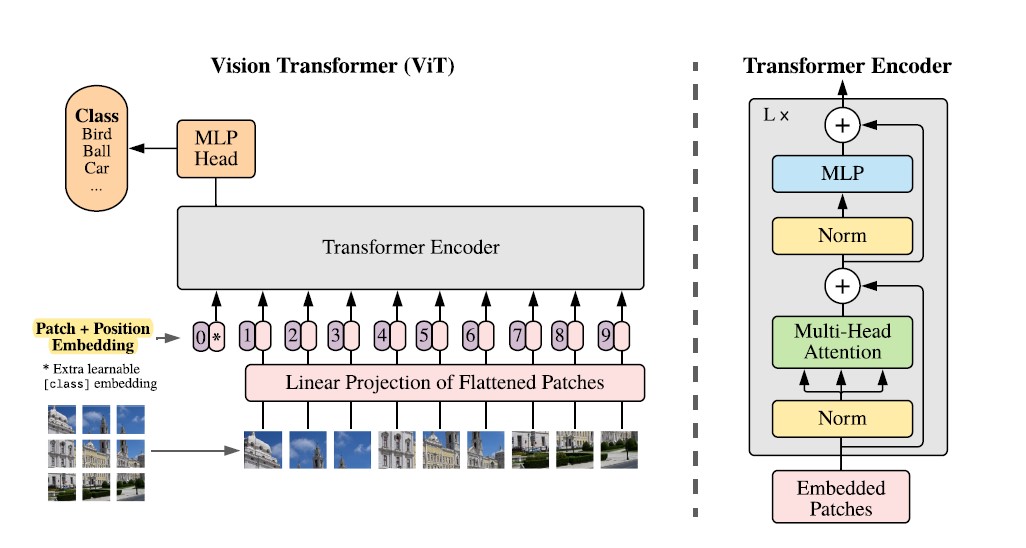 Vision Transformer (ViT)
Class
Bird
Ball
Car
...
MLP
Head
Transformer Encoder
Patch + Position
Embedding
0 * 1 2 3 4 5 6 7 8 9
* Extra learnable
[class] embedding
Linear Projection of Flattened Patches
Transformer Encoder
L ×
+
MLP
Norm
+
Multi-Head
Attention
Norm
Embedded
Patches